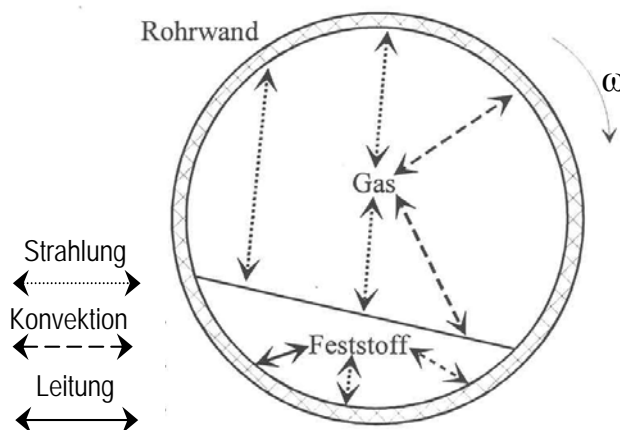 Rohrwand
ω
Gas
Strahlung
Konvektion
Feststoff
Leitung